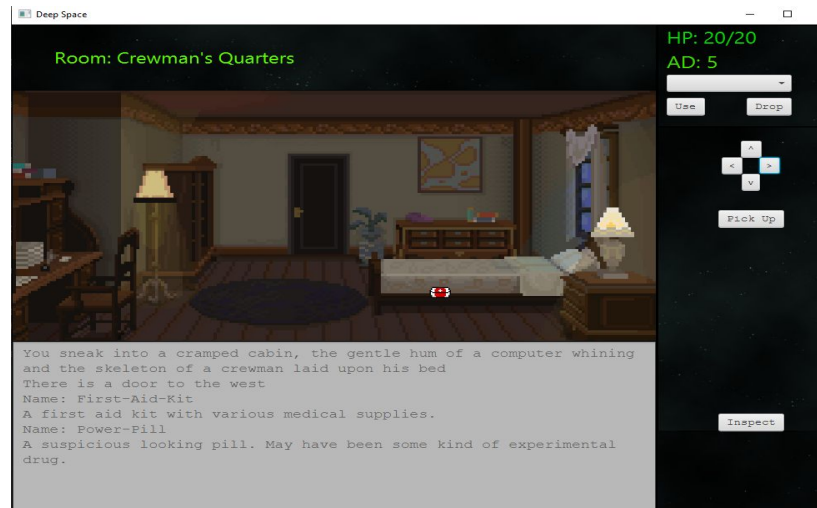 Deep Space
Room: Crewman's Quarters
HP: 20/20
AD: 5
Use
Drop
^
<
>
v
Pick Up
You sneak into a cramped cabin, the gentle hum of a computer whining
and the skeleton of a crewman laid upon his bed
There is a door to the west
Name: First-Aid-Kit
A first aid kit with various medical supplies.
Name: Power-Pill
A suspicious looking pill. May have been some kind of experimental
drug.
Inspect